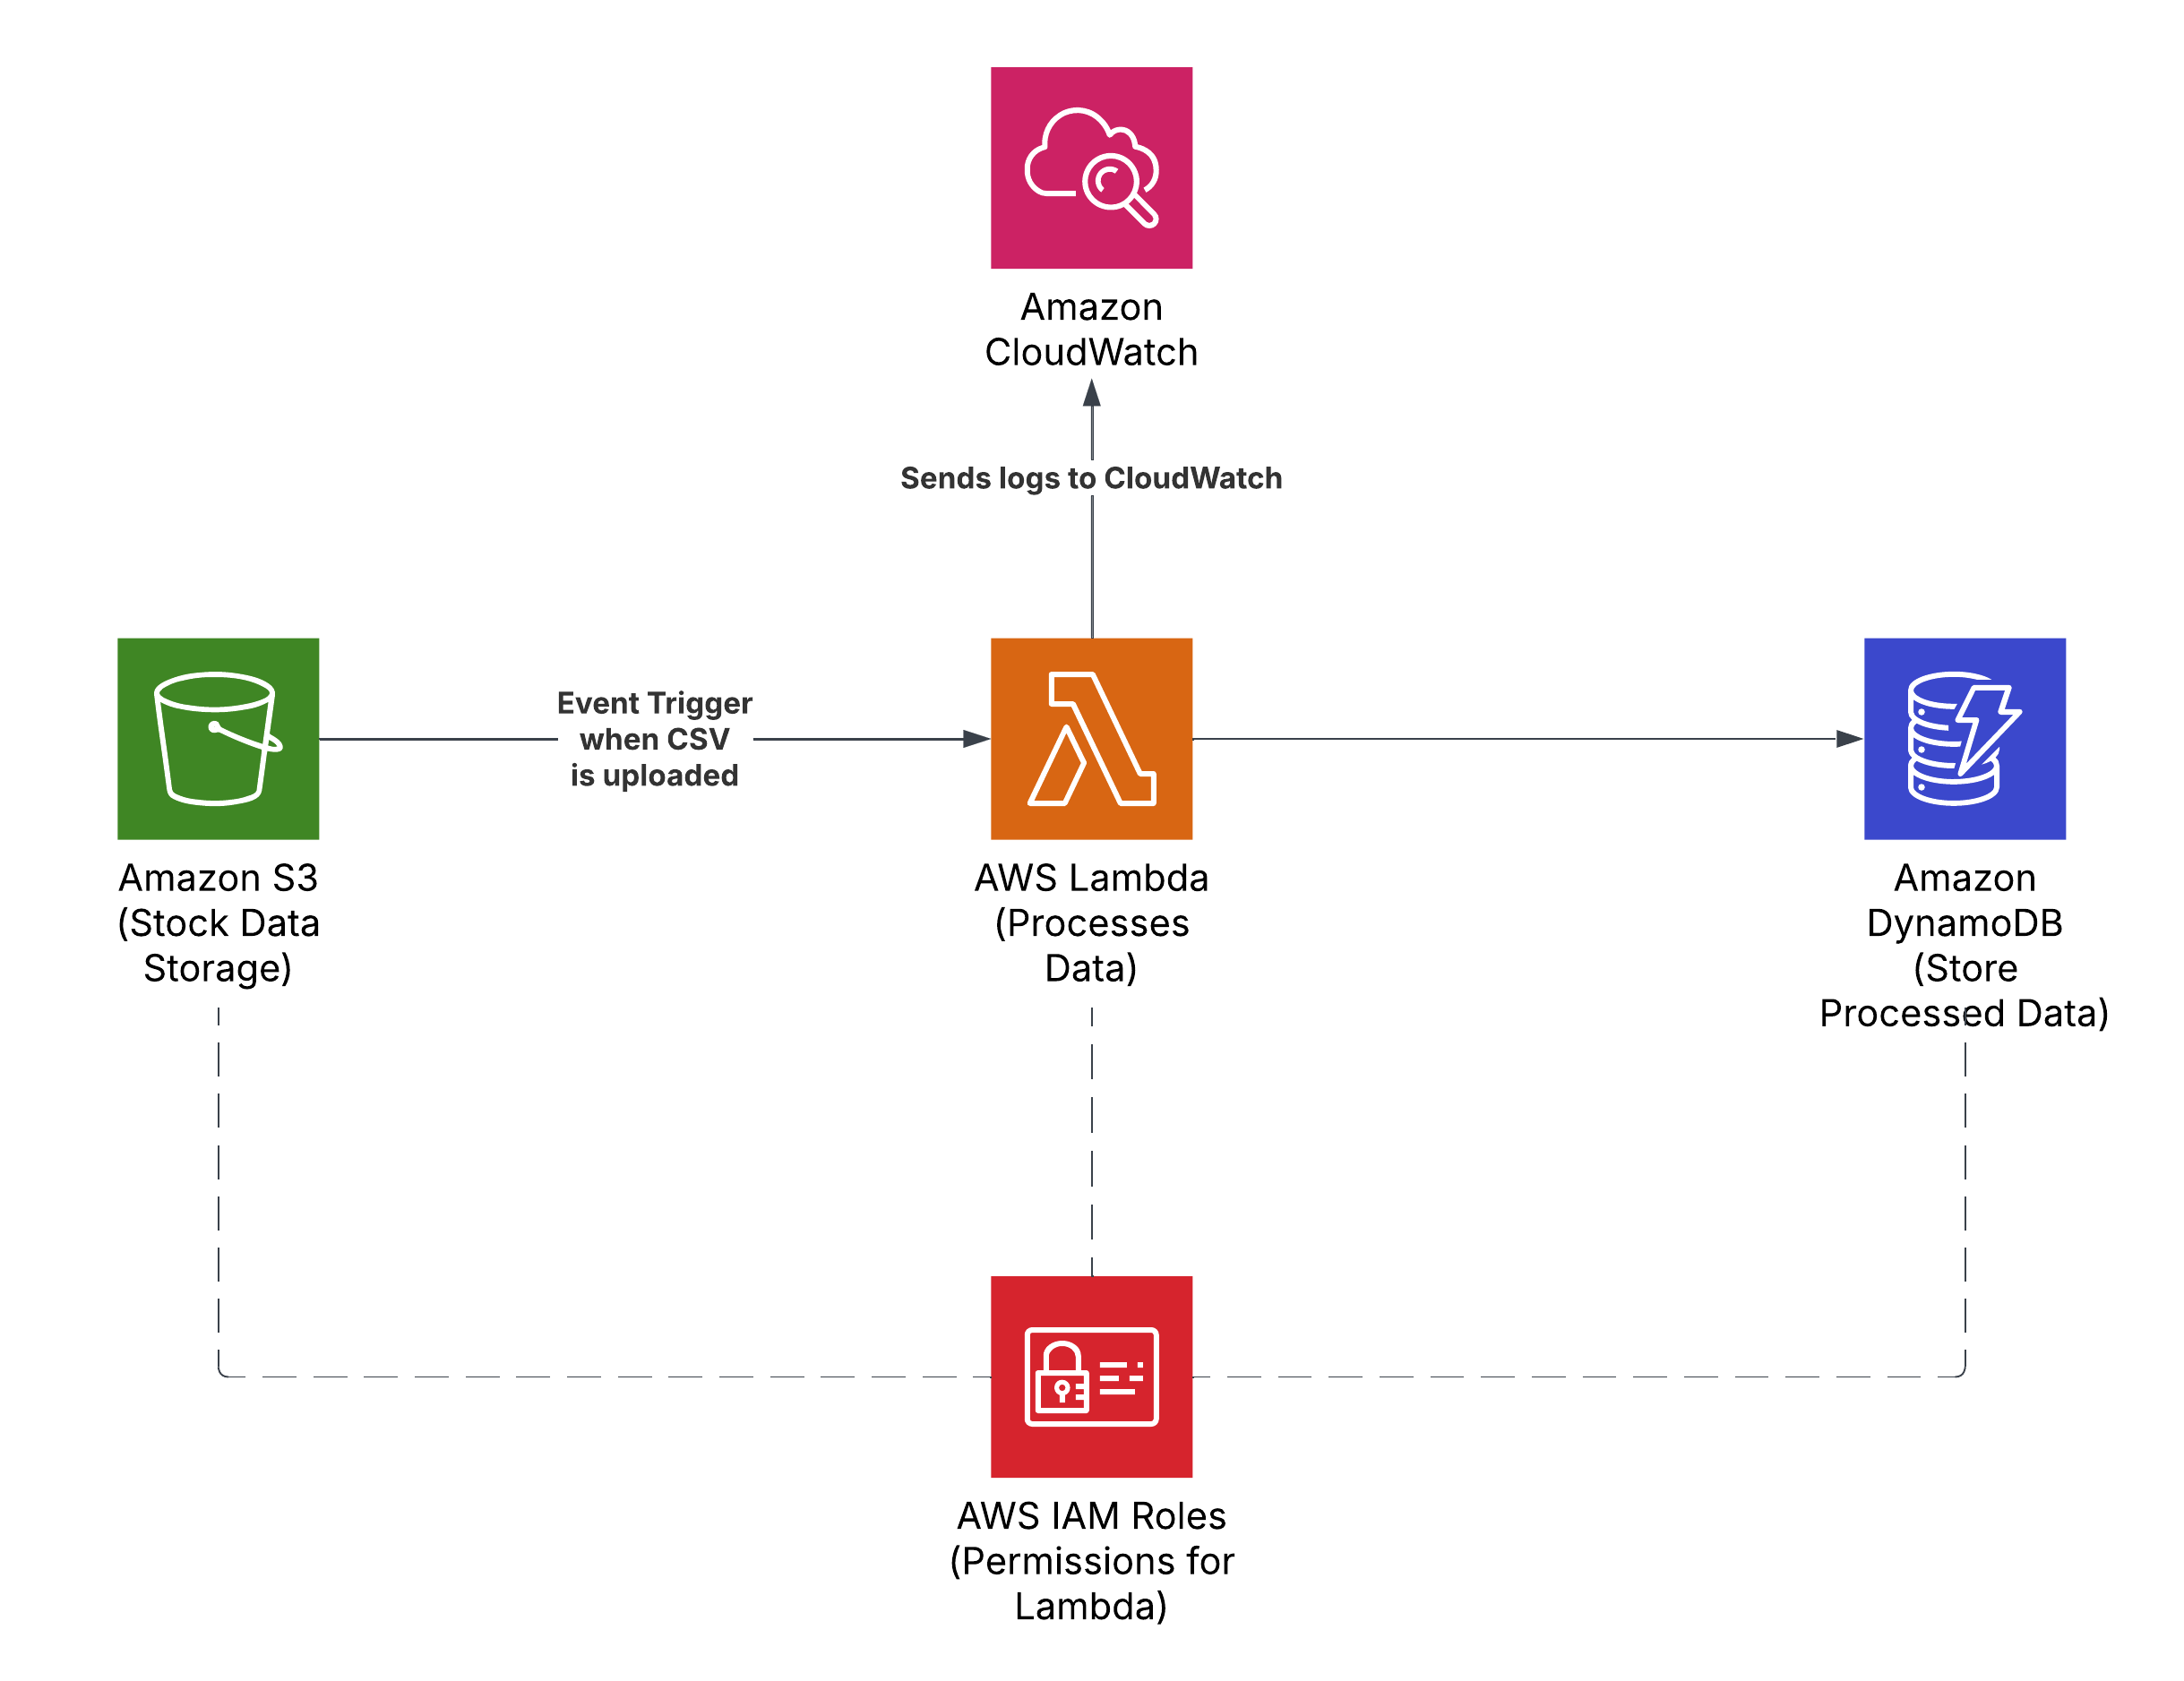 Amazon
CloudWatch
Sends logs to CloudWatch
Event Trigger
when CSV
is uploaded
Amazon S3
(Stock Data
Storage)
AWS Lambda
(Processes
Data)
Amazon
DynamoDB
(Store
Processed Data)
AWS IAM Roles
(Permissions for
Lambda)